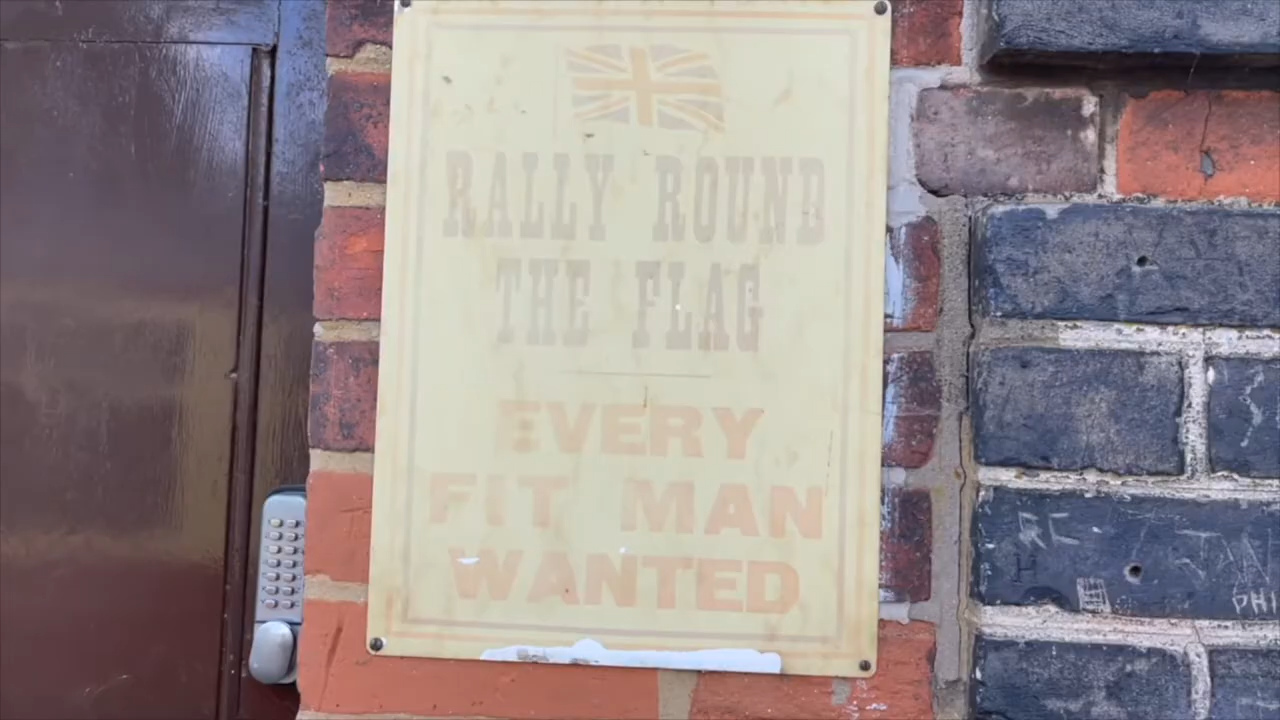 RALLY ROUND
THE FLAG
EVERY
FIT MAN
WANTED